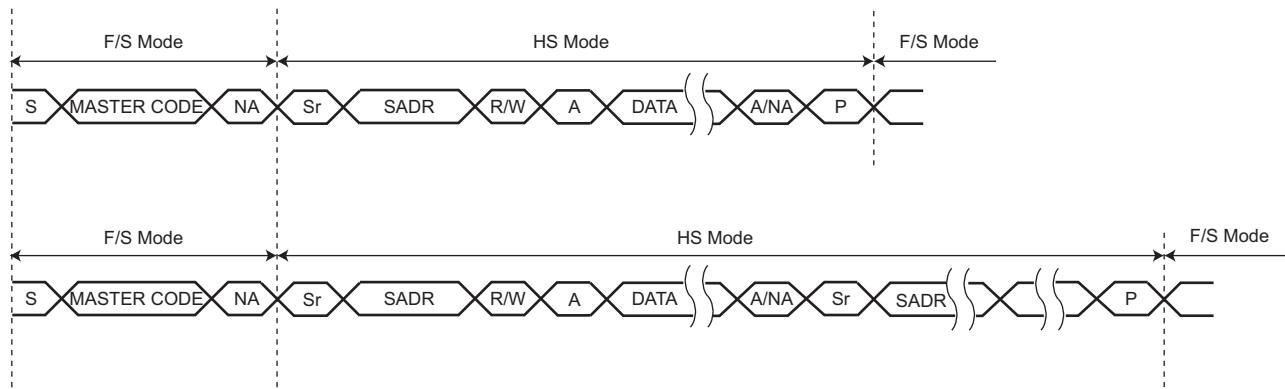 F/S Mode HS Mode F/S Mode
S MASTER CODE NA Sr SADR R/W A DATA A/NA P
F/S Mode HS Mode F/S Mode
S MASTER CODE NA Sr SADR R/W A DATA A/NA Sr SADR P